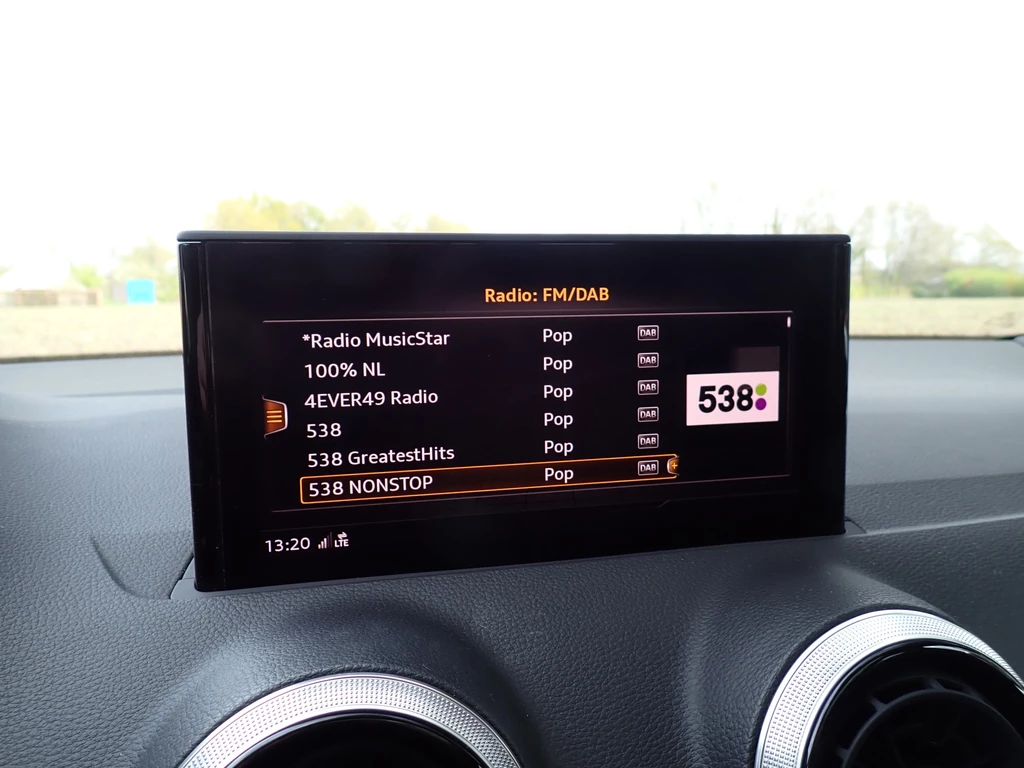 Radio: FM/DAB
*Radio MusicStar Pop DAB
100% NL Pop DAB
4EVER49 Radio Pop DAB
538 Pop DAB
538 GreatestHits Pop DAB
538 NONSTOP Pop DAB
538
13:20 LTE